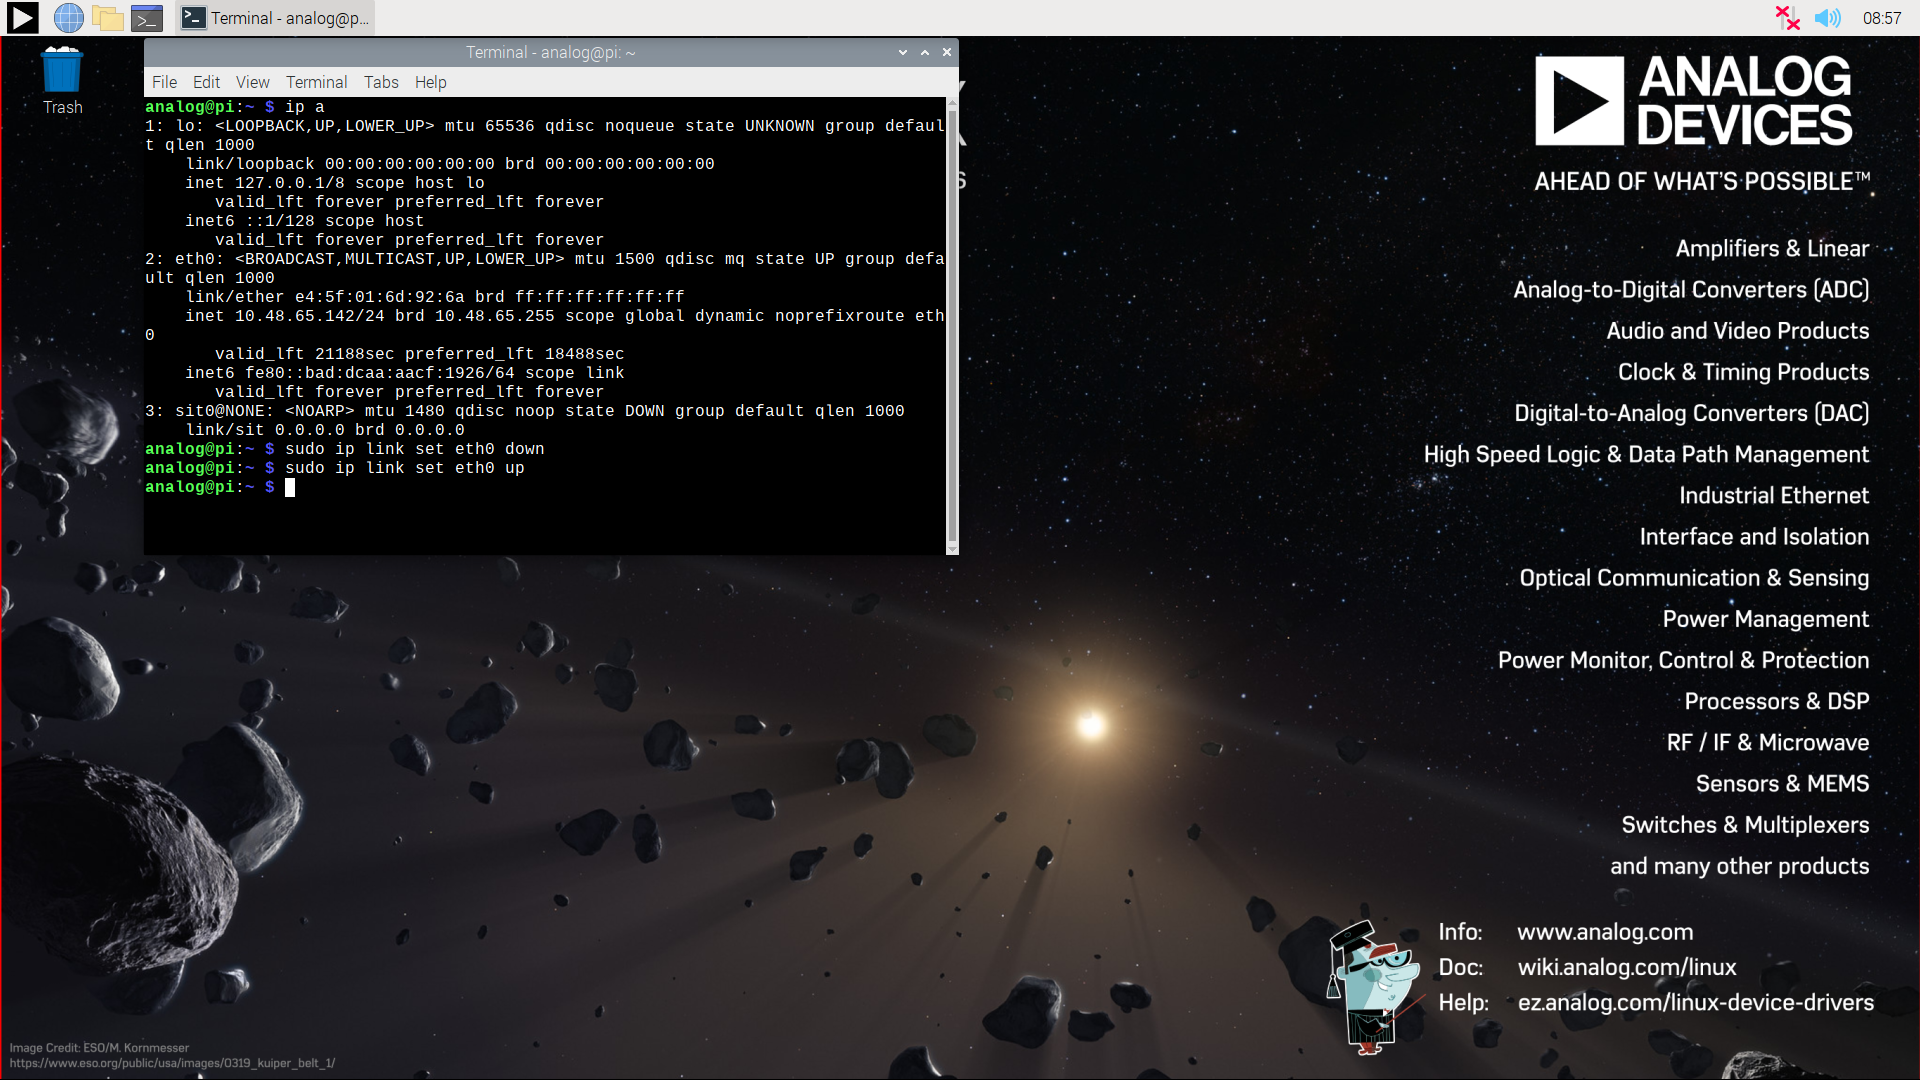 Terminal - analog@p...
08:57
Trash
Terminal - analog@pi: ~
File Edit View Terminal Tabs Help
analog@pi:~ $ ip a
1: lo: <LOOPBACK,UP,LOWER_UP> mtu 65536 qdisc noqueue state UNKNOWN group defaul
t qlen 1000
    link/loopback 00:00:00:00:00:00 brd 00:00:00:00:00:00
    inet 127.0.0.1/8 scope host lo
       valid_lft forever preferred_lft forever
    inet6 ::1/128 scope host
       valid_lft forever preferred_lft forever
2: eth0: <BROADCAST,MULTICAST,UP,LOWER_UP> mtu 1500 qdisc mq state UP group defa
ult qlen 1000
    link/ether e4:5f:01:6d:92:6a brd ff:ff:ff:ff:ff:ff
    inet 10.48.65.142/24 brd 10.48.65.255 scope global dynamic noprefixroute eth
0
       valid_lft 21188sec preferred_lft 18488sec
    inet6 fe80::bad:dcaa:aacf:1926/64 scope link
       valid_lft forever preferred_lft forever
3: sit0@NONE: <NOARP> mtu 1480 qdisc noop state DOWN group default qlen 1000
    link/sit 0.0.0.0 brd 0.0.0.0
analog@pi:~ $ sudo ip link set eth0 down
analog@pi:~ $ sudo ip link set eth0 up
analog@pi:~ $
ANALOG
DEVICES
AHEAD OF WHAT'S POSSIBLE™
Amplifiers & Linear
Analog-to-Digital Converters (ADC)
Audio and Video Products
Clock & Timing Products
Digital-to-Analog Converters (DAC)
High Speed Logic & Data Path Management
Industrial Ethernet
Interface and Isolation
Optical Communication & Sensing
Power Management
Power Monitor, Control & Protection
Processors & DSP
RF / IF & Microwave
Sensors & MEMS
Switches & Multiplexers
and many other products
Info: www.analog.com
Doc: wiki.analog.com/linux
Help: ez.analog.com/linux-device-drivers
Image Credit: ESO/M. Kornmesser
https://www.eso.org/public/usa/images/0319_kuiper_belt_1/